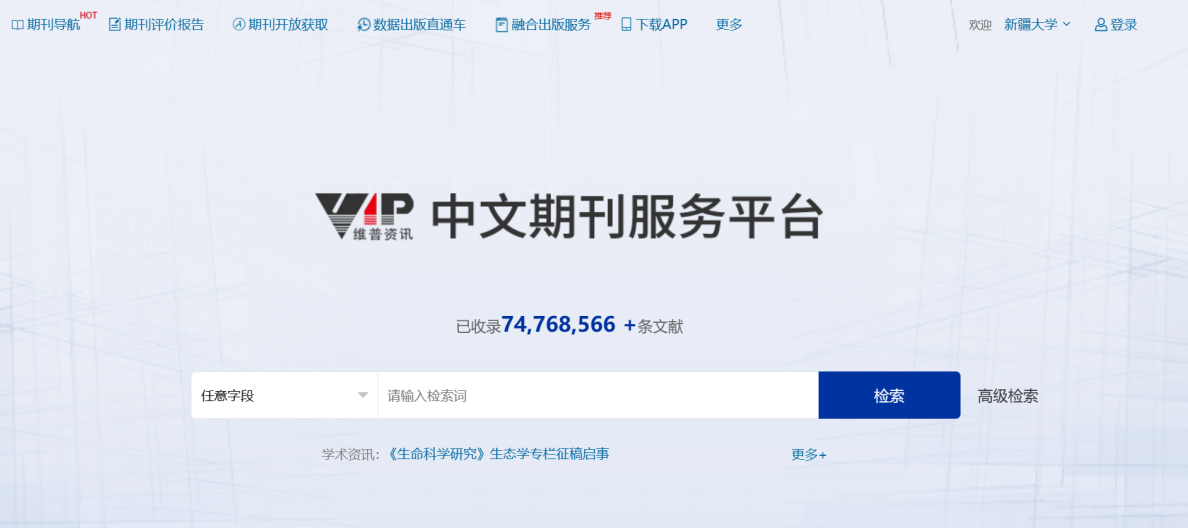 期刊导航 HOT 期刊评价报告 期刊开放获取 数据出版直通车 融合出版服务 推荐 下载APP 更多 欢迎 新疆大学 登录
VIP 维普资讯 中文期刊服务平台
已收录74,768,566 +条文献
任意字段 请输入检索词 检索 高级检索
学术资讯：《生命科学研究》生态学专栏征稿启事 更多+